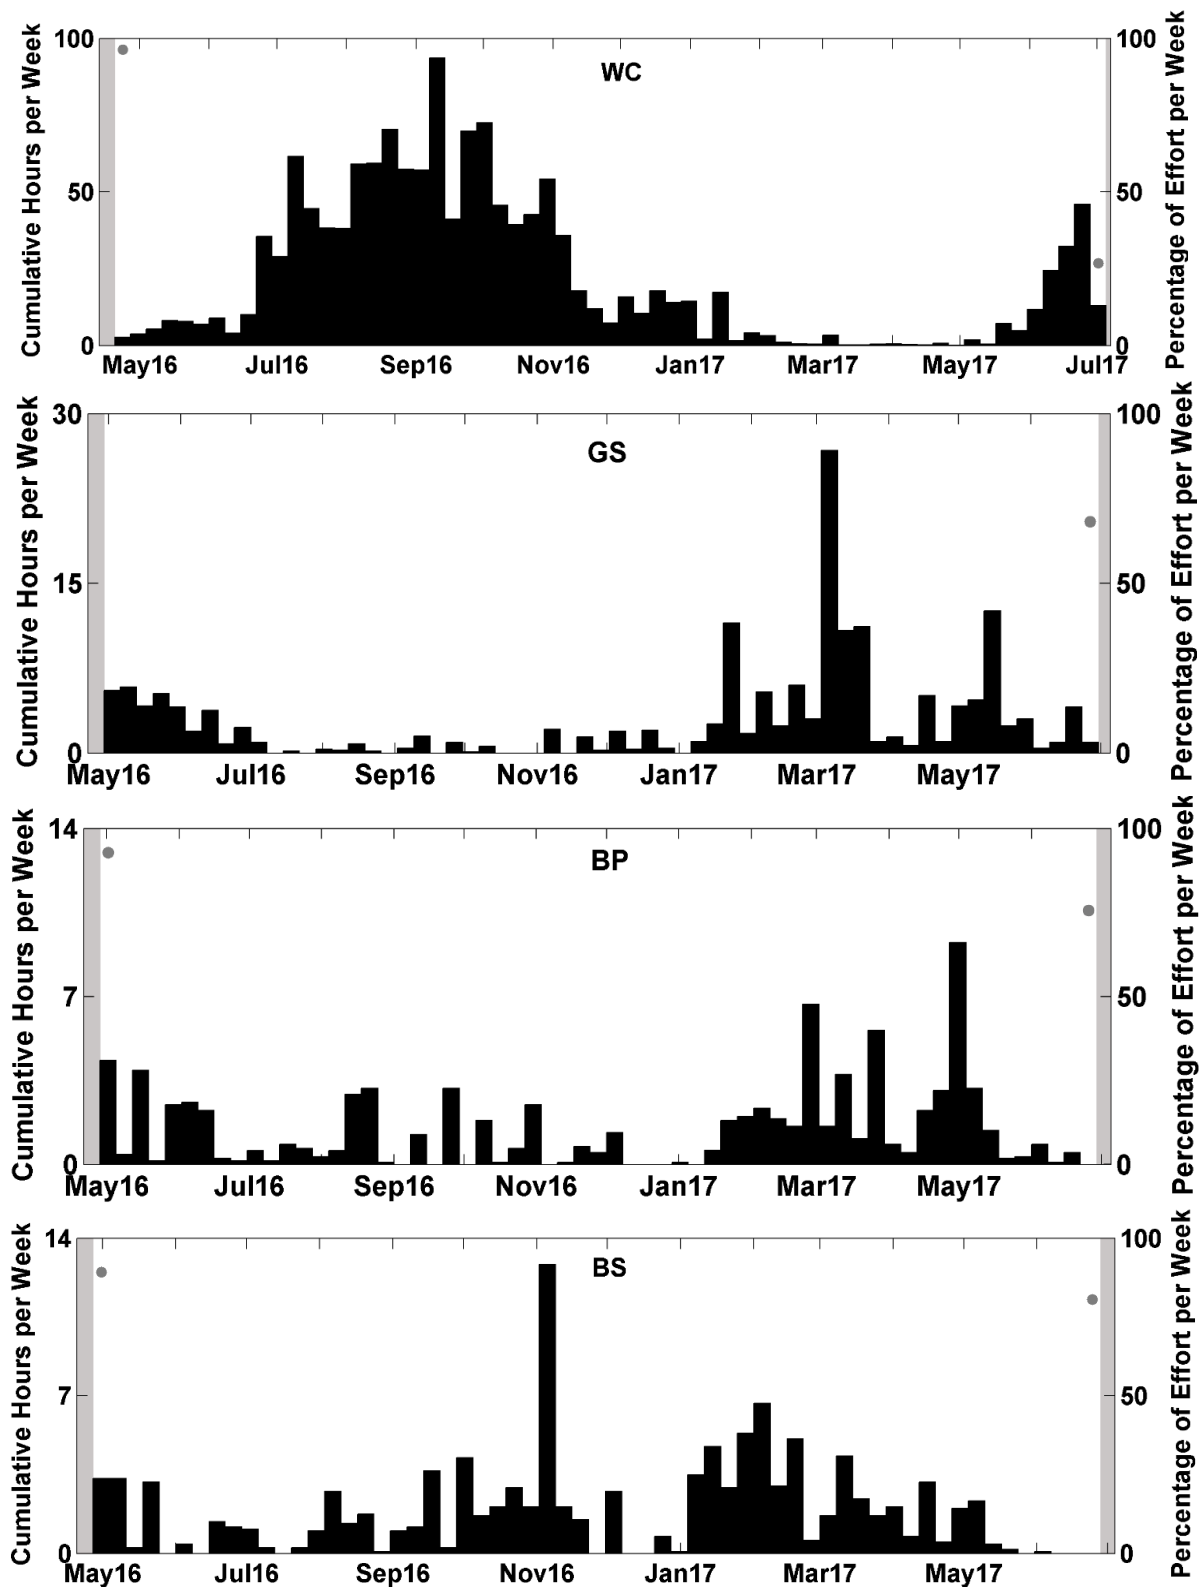 Cumulative Hours per Week
100
50
0
WC
100
50
0
Percentage of Effort per Week
May16 Jul16 Sep16 Nov16 Jan17 Mar17 May17 Jul17
Cumulative Hours per Week
30
15
0
GS
100
50
0
Percentage of Effort per Week
May16 Jul16 Sep16 Nov16 Jan17 Mar17 May17
Cumulative Hours per Week
14
7
0
BP
100
50
0
Percentage of Effort per Week
May16 Jul16 Sep16 Nov16 Jan17 Mar17 May17
Cumulative Hours per Week
14
7
0
BS
100
50
0
Percentage of Effort per Week
May16 Jul16 Sep16 Nov16 Jan17 Mar17 May17